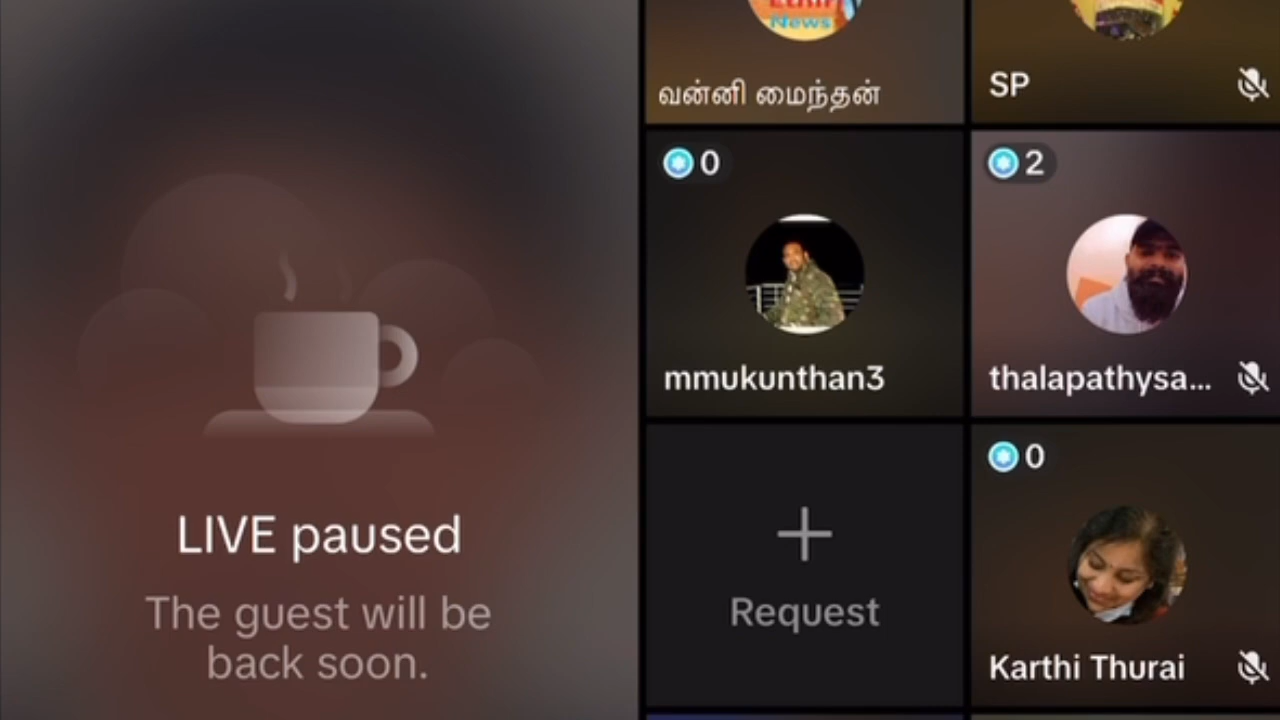 LIVE paused
The guest will be
back soon.
News
வன்னி மைந்தன்
SP
0
mmukunthan3
2
thalapathysa...
Request
0
Karthi Thurai